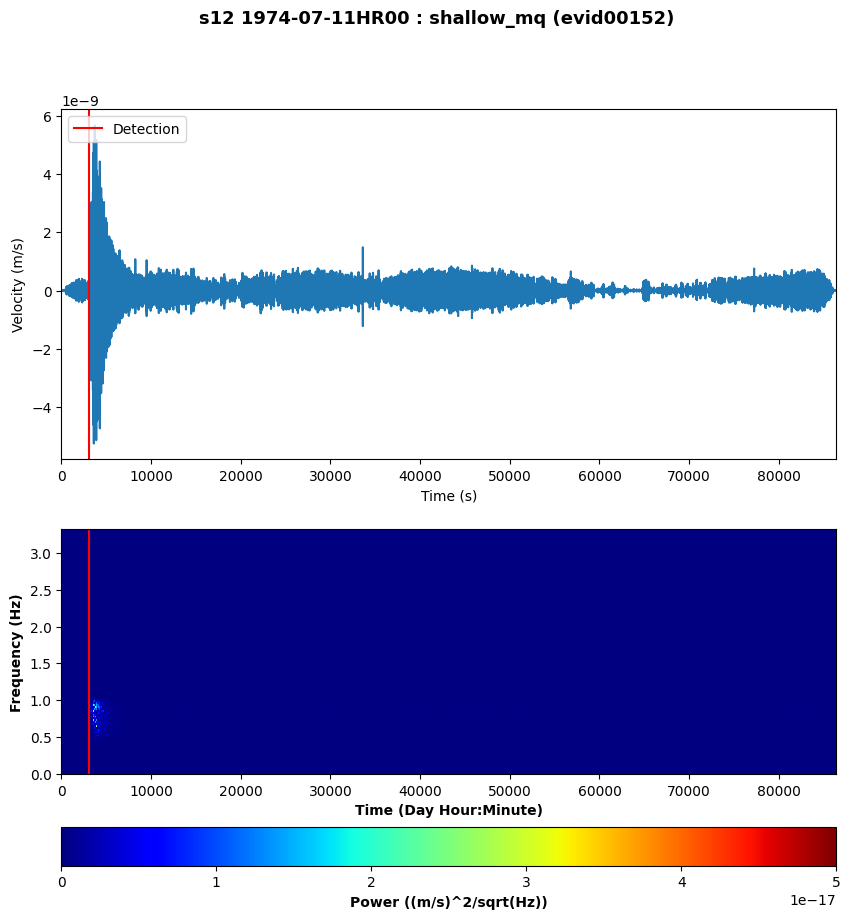 s12 1974-07-11HR00 : shallow_mq (evid00152)
1e−9
Detection
6
4
2
0
−2
−4
Velocity (m/s)
0 10000 20000 30000 40000 50000 60000 70000 80000
Time (s)
3.0
2.5
2.0
1.5
1.0
0.5
0.0
Frequency (Hz)
0 10000 20000 30000 40000 50000 60000 70000 80000
Time (Day Hour:Minute)
0 1 2 3 4 5
1e−17
Power ((m/s)^2/sqrt(Hz))